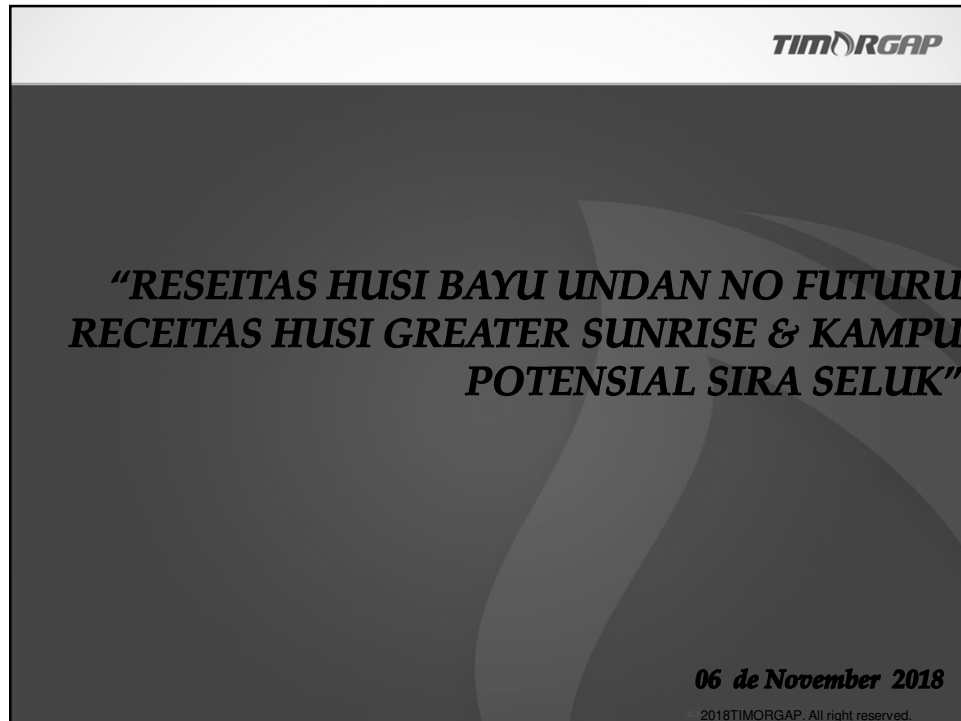 TIMORGAP
“RESEITAS HUSI BAYU UNDAN NO FUTURU
RECEITAS HUSI GREATER SUNRISE & KAMPU
POTENSIAL SIRA SELUK”
06 de November 2018
© 2018TIMORGAP. All right reserved.